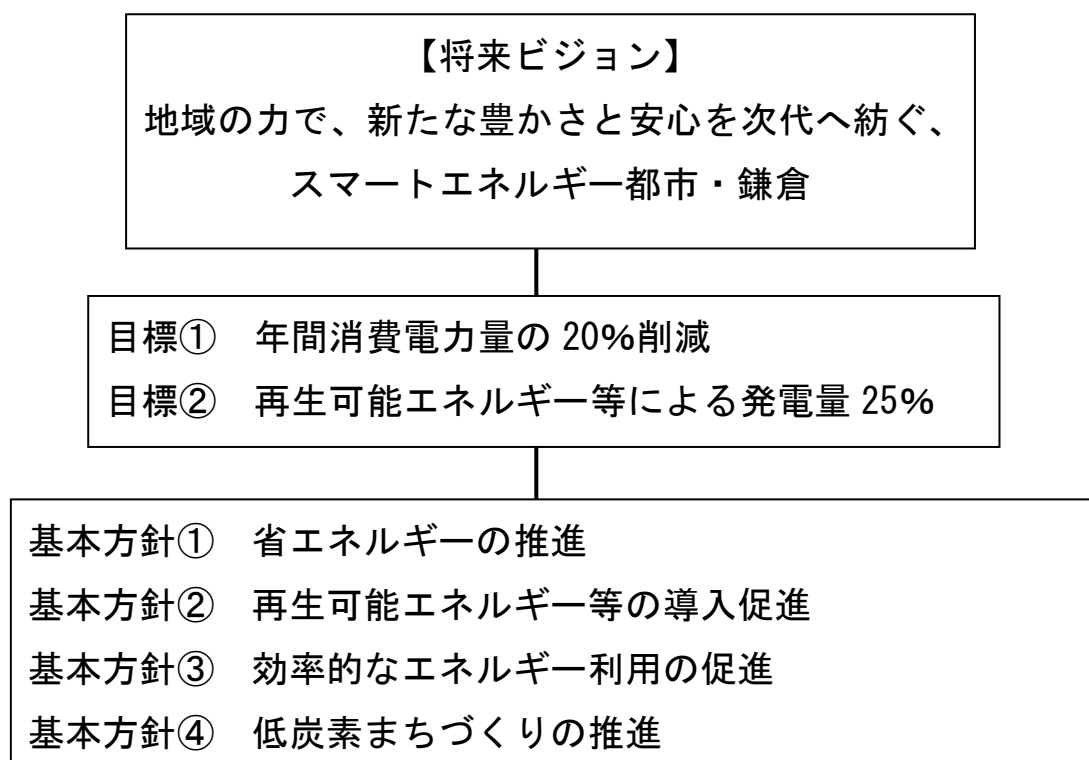 【将来ビジョン】
地域の力で、新たな豊かさと安心を次代へ紡ぐ、
スマートエネルギー都市・鎌倉
目標①　年間消費電力量の 20%削減
目標②　再生可能エネルギー等による発電量 25%
基本方針①　省エネルギーの推進
基本方針②　再生可能エネルギー等の導入促進
基本方針③　効率的なエネルギー利用の促進
基本方針④　低炭素まちづくりの推進